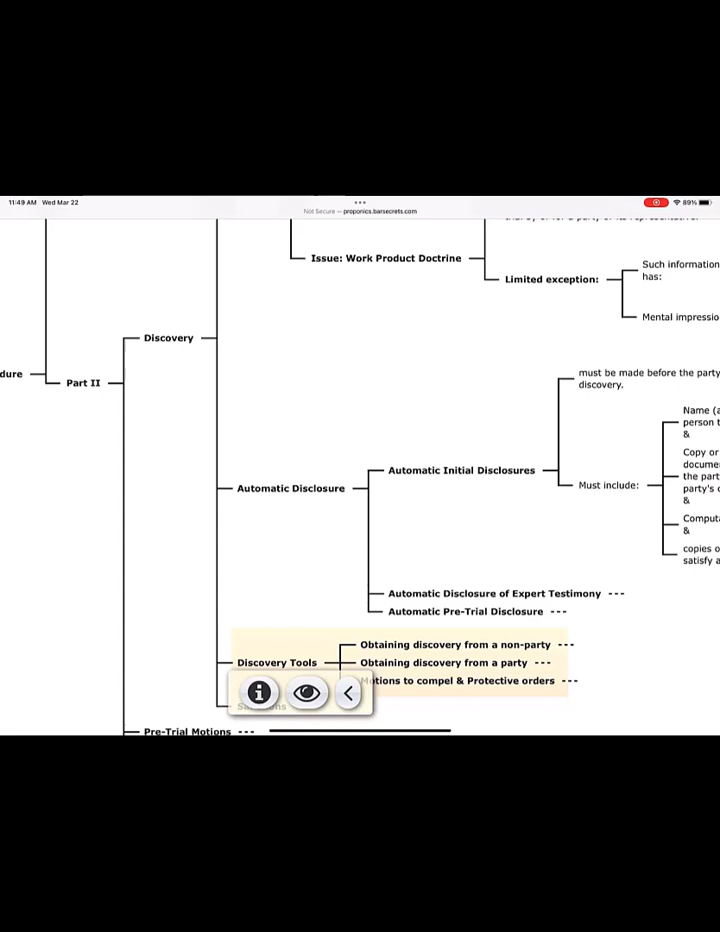 11:49 AM Wed Mar 22
89%
Not Secure — proponics.barsecrets.com
Issue: Work Product Doctrine
Limited exception:
Such information
has:
Mental impressio
Discovery
dure
Part II
must be made before the party
discovery.
Automatic Disclosure
Automatic Initial Disclosures
Must include:
Name (a
person t
&
Copy or
docume
the part
party's
&
Comput
&
copies o
satisfy a
Automatic Disclosure of Expert Testimony ---
Automatic Pre-Trial Disclosure ---
Discovery Tools
Obtaining discovery from a non-party ---
Obtaining discovery from a party ---
Motions to compel & Protective orders ---
Pre-Trial Motions ---